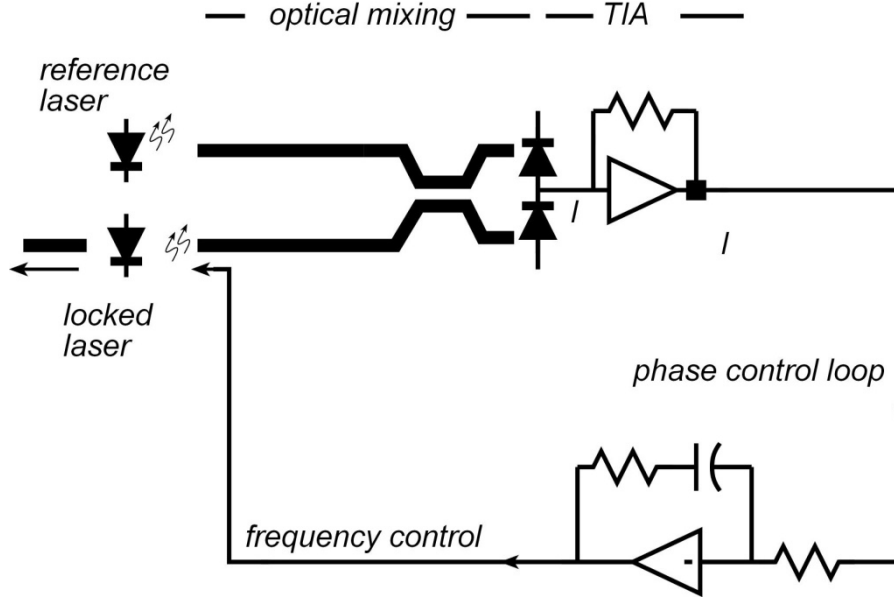 optical mixing
TIA
reference
laser
I
I
locked
laser
phase control loop
frequency control
-